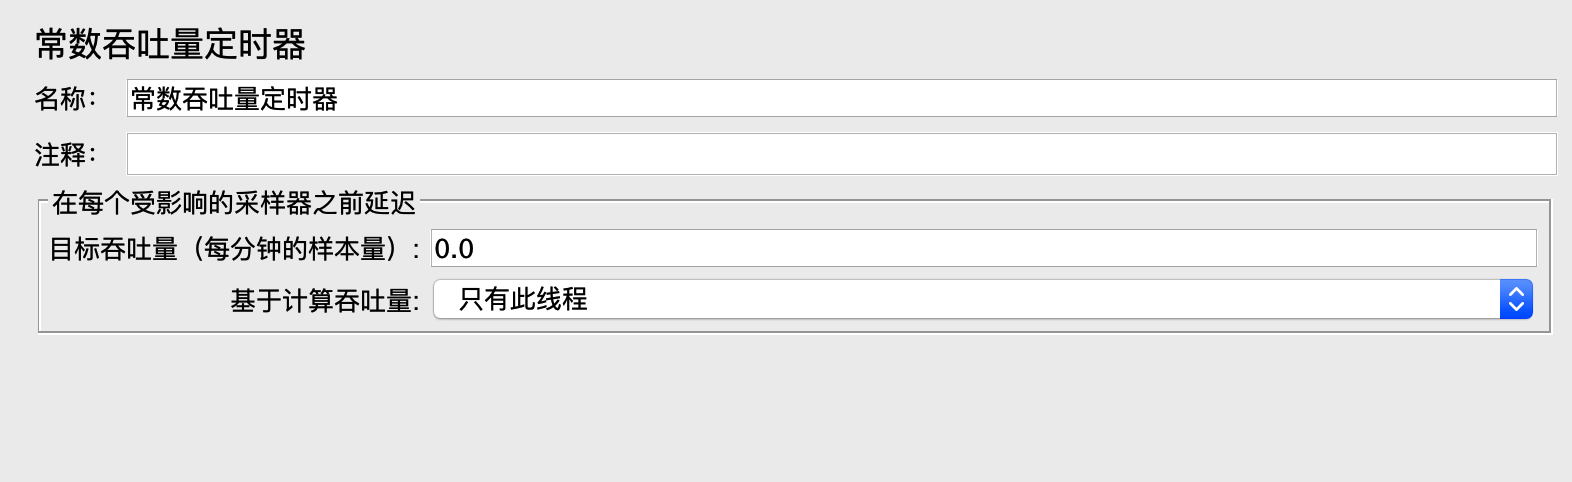 常数吞吐量定时器
名称： 常数吞吐量定时器
注释：
在每个受影响的采样器之前延迟
目标吞吐量（每分钟的样本量）: 0.0
基于计算吞吐量: 只有此线程